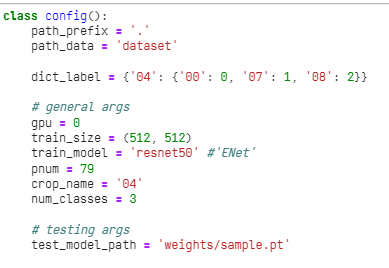 class config():
    path_prefix = '.'
    path_data = 'dataset'

    dict_label = {'04': {'00': 0, '07': 1, '08': 2}}

    # general args
    gpu = 0
    train_size = (512, 512)
    train_model = 'resnet50' #'ENet'
    pnum = 79
    crop_name = '04'
    num_classes = 3

    # testing args
    test_model_path = 'weights/sample.pt'